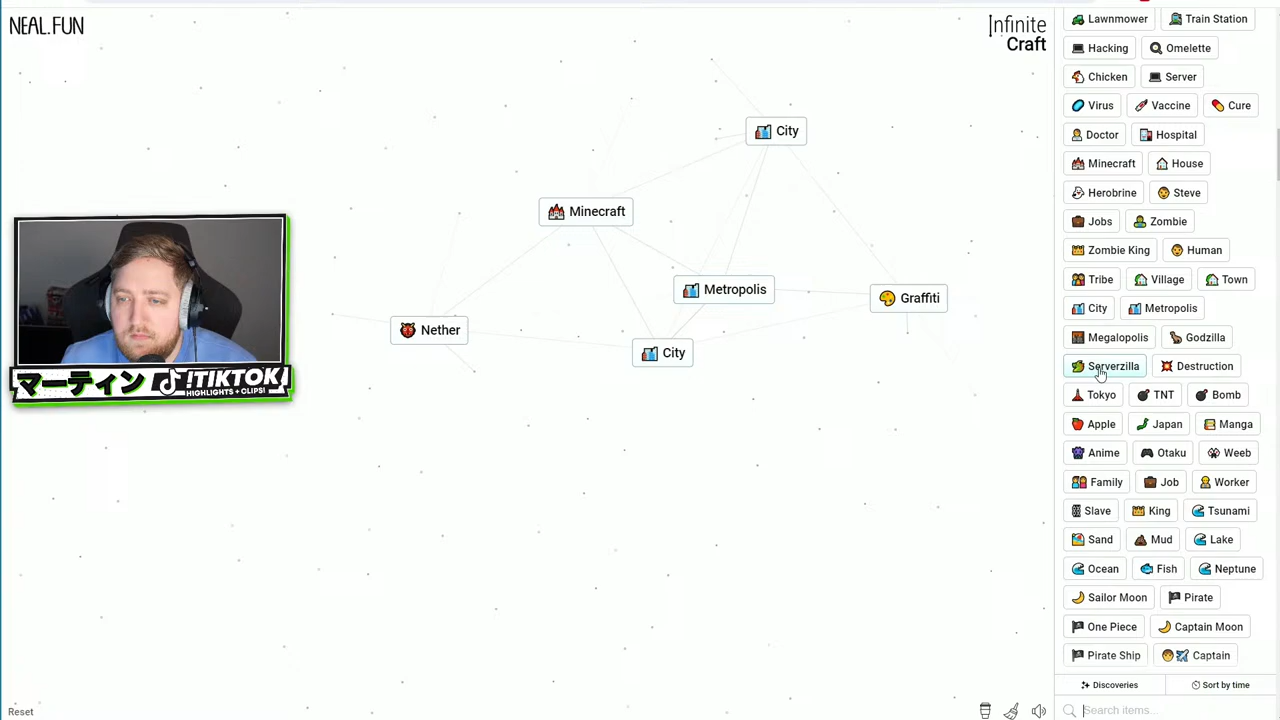 NEAL.FUN
Infinite
Craft
City
Minecraft
Metropolis
Graffiti
Nether
City
マーティン
!TIKTOK
HIGHLIGHTS + CLIPS!
Reset
Lawnmower Train Station
Hacking Omelette
Chicken Server
Virus Vaccine Cure
Doctor Hospital
Minecraft House
Herobrine Steve
Jobs Zombie
Zombie King Human
Tribe Village Town
City Metropolis
Megalopolis Godzilla
Serverzilla Destruction
Tokyo TNT Bomb
Apple Japan Manga
Anime Otaku Weeb
Family Job Worker
Slave King Tsunami
Sand Mud Lake
Ocean Fish Neptune
Sailor Moon Pirate
One Piece Captain Moon
Pirate Ship Captain
Discoveries Sort by time
Search items...